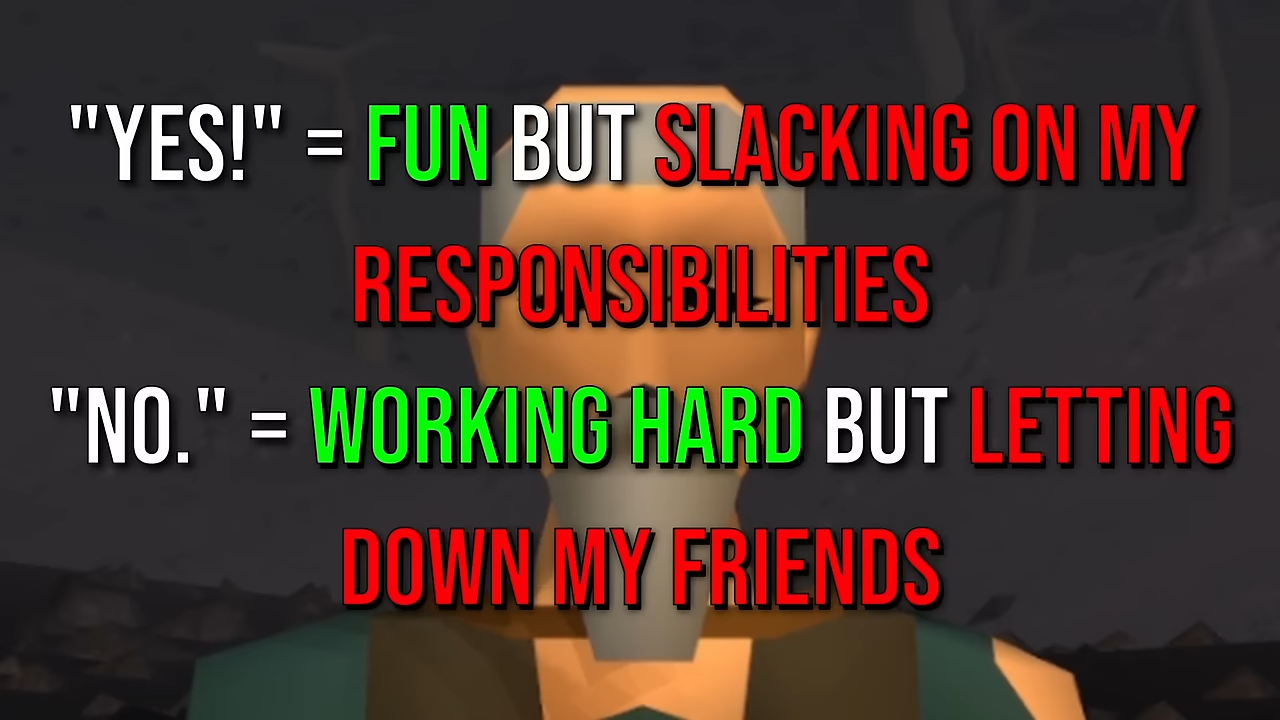 "YES!" = FUN BUT SLACKING ON MY
RESPONSIBILITIES
"NO." = WORKING HARD BUT LETTING
DOWN MY FRIENDS